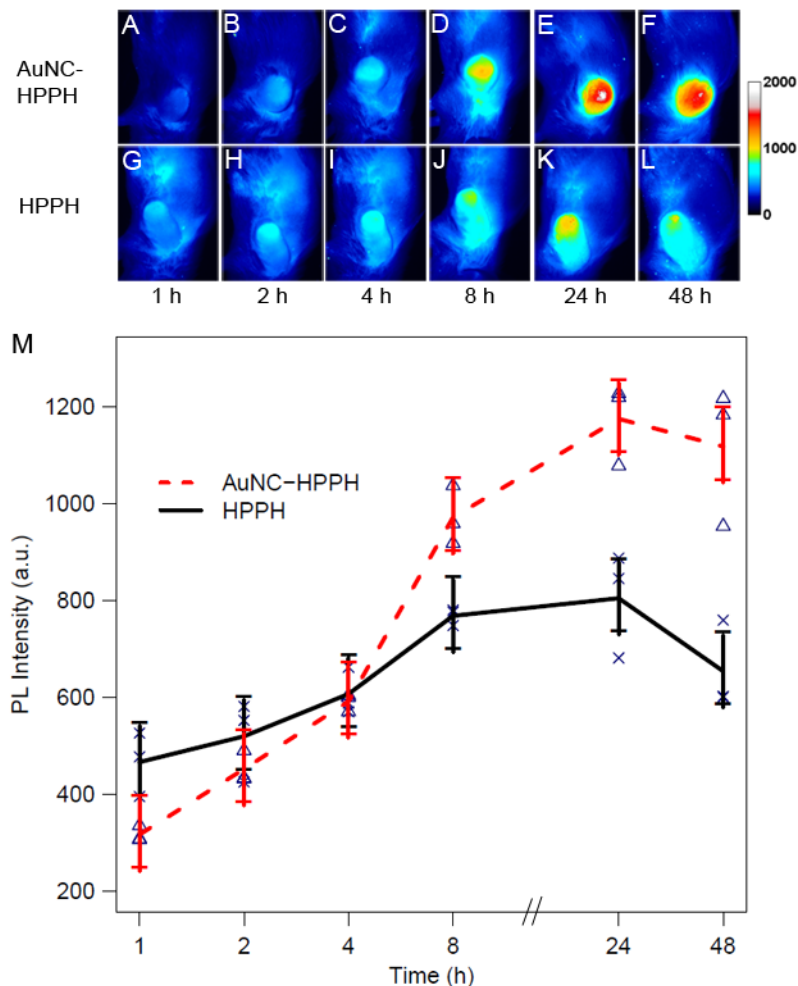 A B C D E F
AuNC-
HPPH
2000
1000
0
G H I J K L
HPPH
1 h 2 h 4 h 8 h 24 h 48 h
M
1200
1000
800
600
400
200
AuNC−HPPH
HPPH
PL Intensity (a.u.)
1 2 4 8 // 24 48
Time (h)